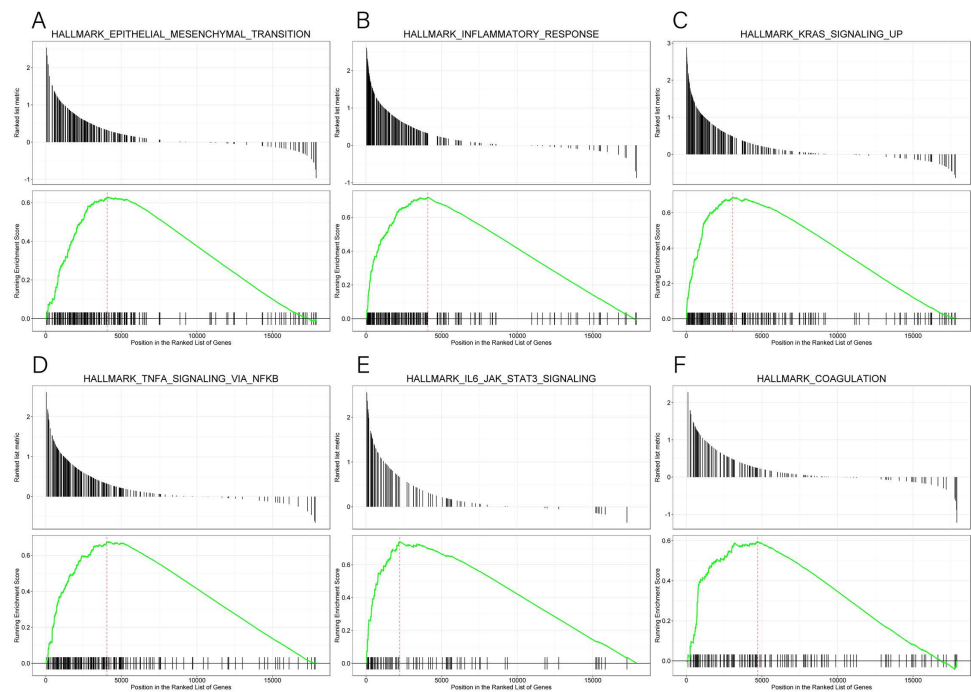 A
HALLMARK_EPITHELIAL_MESENCHYMAL_TRANSITION
Ranked list metric
2
1
0
-1
Running Enrichment Score
0.6
0.4
0.2
0.0
0 5000 10000 15000
Position in the Ranked List of Genes
B
HALLMARK_INFLAMMATORY_RESPONSE
Ranked list metric
2
1
0
-1
Running Enrichment Score
0.6
0.4
0.2
0.0
0 5000 10000 15000
Position in the Ranked List of Genes
C
HALLMARK_KRAS_SIGNALING_UP
Ranked list metric
3
2
1
0
Running Enrichment Score
0.6
0.4
0.2
0.0
0 5000 10000 15000
Position in the Ranked List of Genes
D
HALLMARK_TNFA_SIGNALING_VIA_NFKB
Ranked list metric
2
1
0
Running Enrichment Score
0.6
0.4
0.2
0.0
0 5000 10000 15000
Position in the Ranked List of Genes
E
HALLMARK_IL6_JAK_STAT3_SIGNALING
Ranked list metric
2
1
0
Running Enrichment Score
0.6
0.4
0.2
0.0
0 5000 10000 15000
Position in the Ranked List of Genes
F
HALLMARK_COAGULATION
Ranked list metric
2
1
0
-1
Running Enrichment Score
0.6
0.4
0.2
0.0
0 5000 10000 15000
Position in the Ranked List of Genes